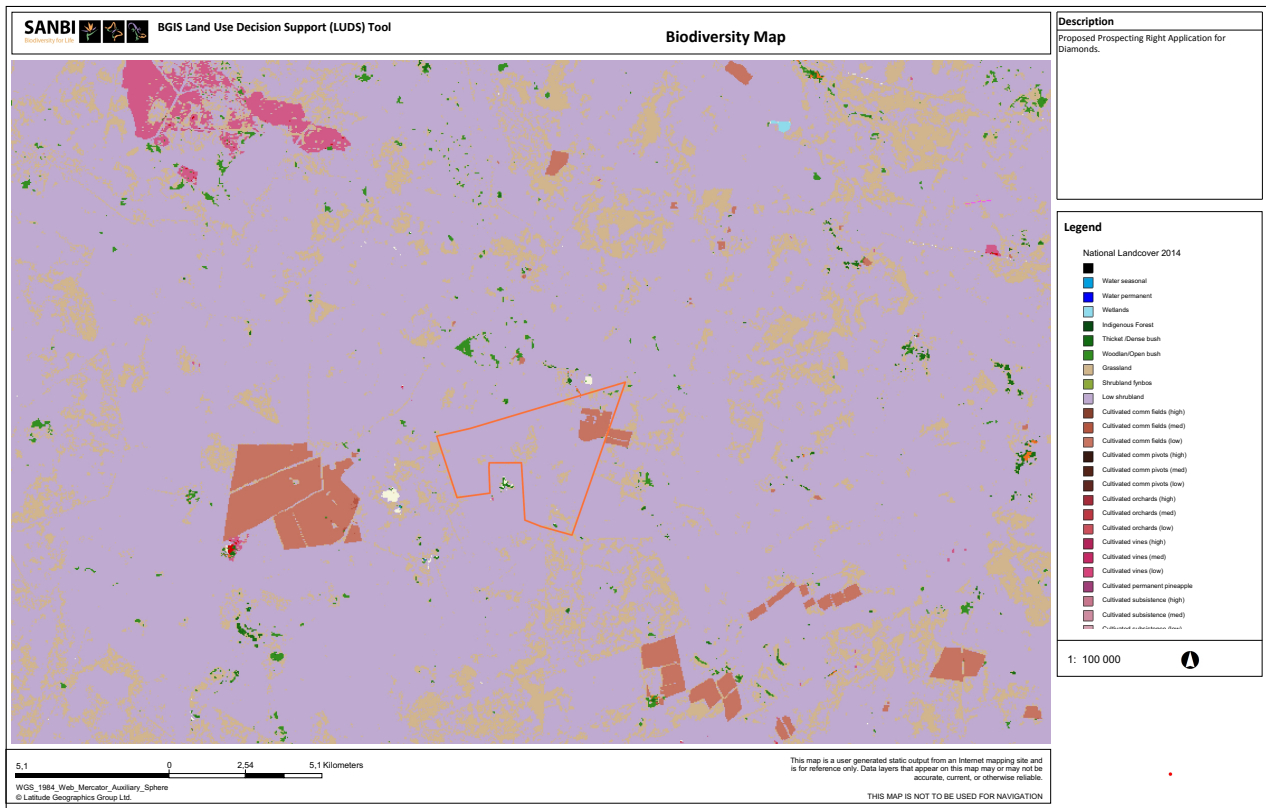 SANBI
Biodiversity for Life
BGIS Land Use Decision Support (LUDS) Tool
Biodiversity Map
Description
Proposed Prospecting Right Application for
Diamonds.
Legend
National Landcover 2014
Water seasonal
Water permanent
Wetlands
Indigenous Forest
Thicket /Dense bush
Woodlan/Open bush
Grassland
Shrubland fynbos
Low shrubland
Cultivated comm fields (high)
Cultivated comm fields (med)
Cultivated comm fields (low)
Cultivated comm pivots (high)
Cultivated comm pivots (med)
Cultivated comm pivots (low)
Cultivated orchards (high)
Cultivated orchards (med)
Cultivated orchards (low)
Cultivated vines (high)
Cultivated vines (med)
Cultivated vines (low)
Cultivated permanent pineapple
Cultivated subsistence (high)
Cultivated subsistence (med)
Cultivated subsistence (low)
1: 100 000
5,1 0 2,54 5,1 Kilometers
WGS_1984_Web_Mercator_Auxiliary_Sphere
© Latitude Geographics Group Ltd.
This map is a user generated static output from an Internet mapping site and
is for reference only. Data layers that appear on this map may or may not be
accurate, current, or otherwise reliable.
THIS MAP IS NOT TO BE USED FOR NAVIGATION